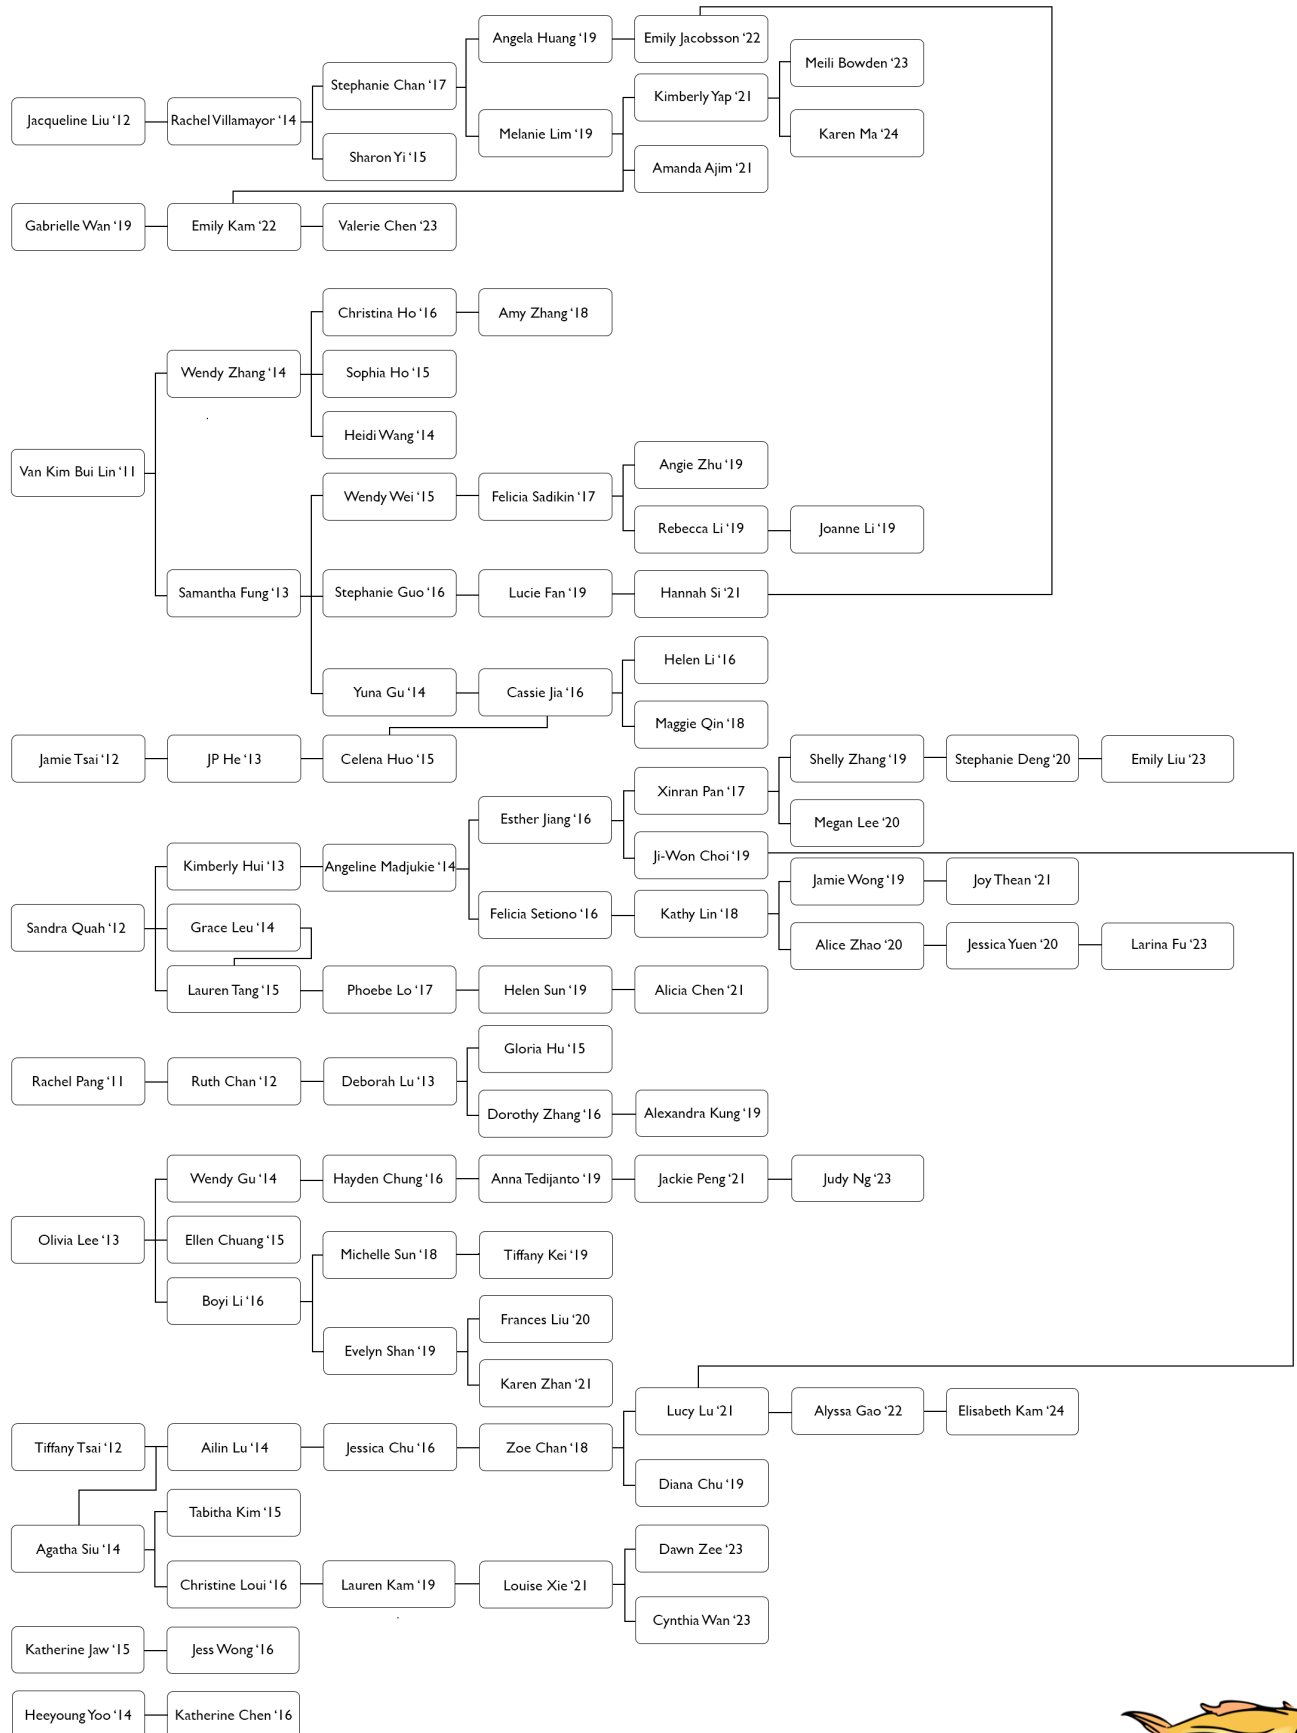 Angela Huang ‘19
Emily Jacobsson ‘22
Meili Bowden ‘23
Stephanie Chan ‘17
Kimberly Yap ‘21
Jacqueline Liu ‘12
Rachel Villamayor ‘14
Melanie Lim ‘19
Karen Ma ‘24
Sharon Yi ‘15
Amanda Ajim ‘21
Gabrielle Wan ‘19
Emily Kam ‘22
Valerie Chen ‘23
Christina Ho ‘16
Amy Zhang ‘18
Wendy Zhang ‘14
Sophia Ho ‘15
Heidi Wang ‘14
Van Kim Bui Lin ‘11
Angie Zhu ‘19
Wendy Wei ‘15
Felicia Sadikin ‘17
Rebecca Li ‘19
Joanne Li ‘19
Samantha Fung ‘13
Stephanie Guo ‘16
Lucie Fan ‘19
Hannah Si ‘21
Helen Li ‘16
Yuna Gu ‘14
Cassie Jia ‘16
Maggie Qin ‘18
Jamie Tsai ‘12
JP He ‘13
Celena Huo ‘15
Shelly Zhang ‘19
Stephanie Deng ‘20
Emily Liu ‘23
Xinran Pan ‘17
Esther Jiang ‘16
Megan Lee ‘20
Ji-Won Choi ‘19
Kimberly Hui ‘13
Angeline Madjukie ‘14
Jamie Wong ‘19
Joy Thean ‘21
Sandra Quah ‘12
Grace Leu ‘14
Felicia Setiono ‘16
Kathy Lin ‘18
Alice Zhao ‘20
Jessica Yuen ‘20
Larina Fu ‘23
Lauren Tang ‘15
Phoebe Lo ‘17
Helen Sun ‘19
Alicia Chen ‘21
Gloria Hu ‘15
Rachel Pang ‘11
Ruth Chan ‘12
Deborah Lu ‘13
Dorothy Zhang ‘16
Alexandra Kung ‘19
Wendy Gu ‘14
Hayden Chung ‘16
Anna Tedijanto ‘19
Jackie Peng ‘21
Judy Ng ‘23
Olivia Lee ‘13
Ellen Chuang ‘15
Michelle Sun ‘18
Tiffany Kei ‘19
Boyi Li ‘16
Frances Liu ‘20
Evelyn Shan ‘19
Karen Zhan ‘21
Lucy Lu ‘21
Alyssa Gao ‘22
Elisabeth Kam ‘24
Tiffany Tsai ‘12
Ailin Lu ‘14
Jessica Chu ‘16
Zoe Chan ‘18
Diana Chu ‘19
Tabitha Kim ‘15
Agatha Siu ‘14
Dawn Zee ‘23
Christine Loui ‘16
Lauren Kam ‘19
Louise Xie ‘21
Cynthia Wan ‘23
Katherine Jaw ‘15
Jess Wong ‘16
Heeyoung Yoo ‘14
Katherine Chen ‘16